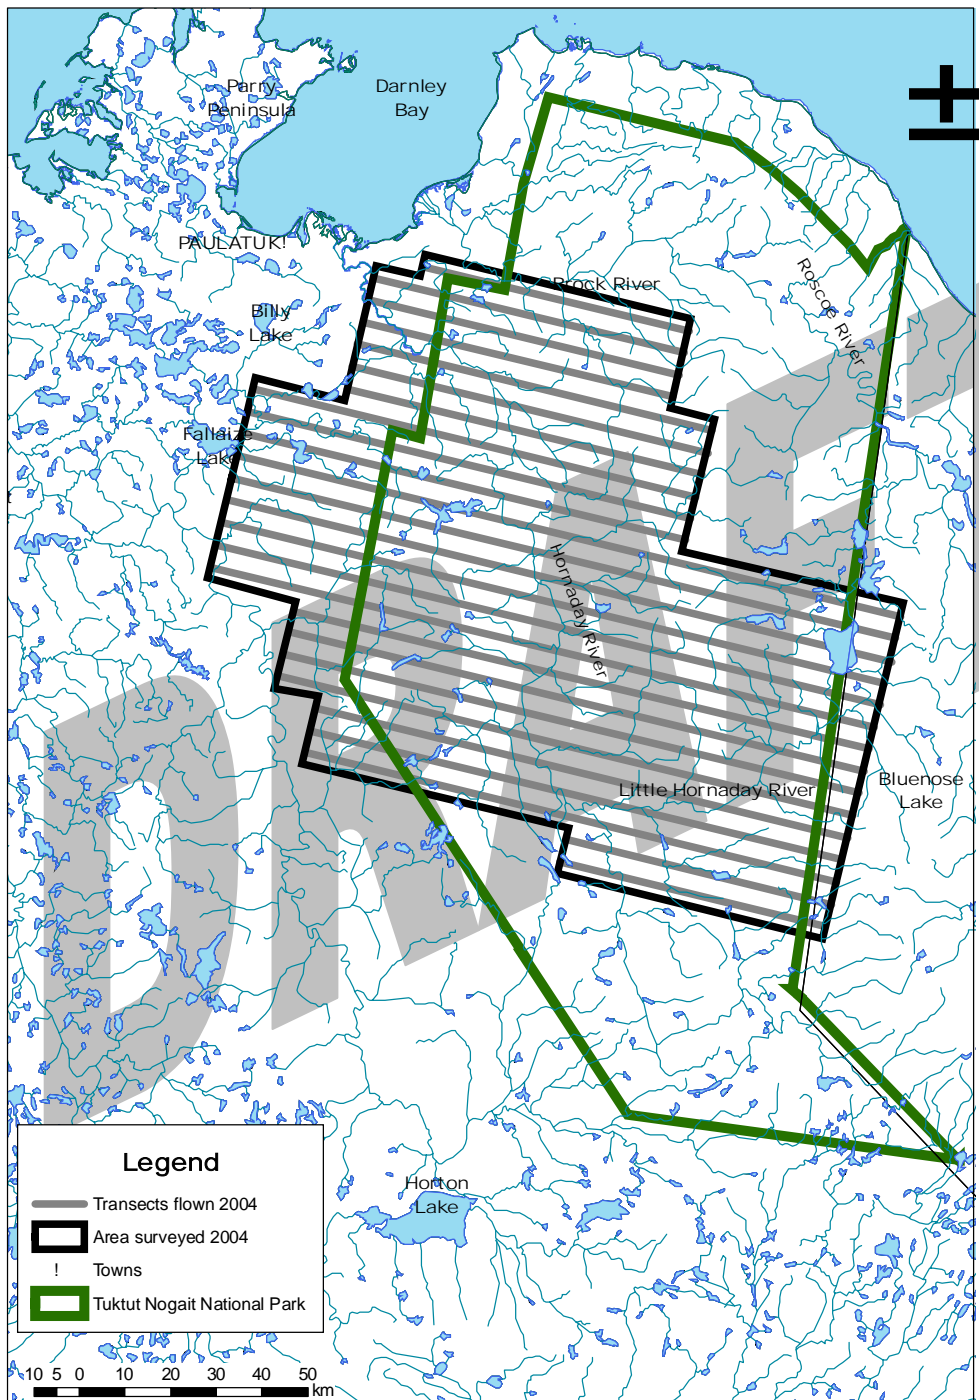 Parry
Peninsula
Darnley
Bay
PAULATUK!
Brock River
Roscoe River
Billy
Lake
Fallaize
Lake
Hornaday River
Little Hornaday River
Bluenose
Lake
DRAFT
Horton
Lake
Legend
Transects flown 2004
Area surveyed 2004
! Towns
Tuktut Nogait National Park
10 5 0 10 20 30 40 50
km